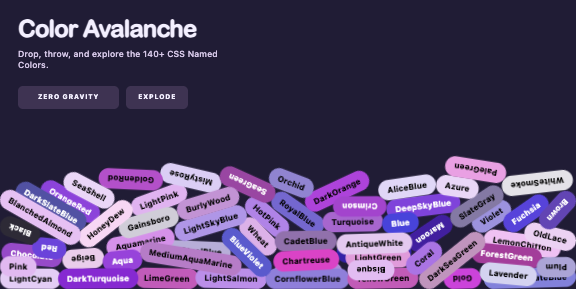 Color Avalanche
Drop, throw, and explore the 140+ CSS Named
Colors.
ZERO GRAVITY
EXPLODE
PaleGreen
MistyRose
GoldenRod
SeaGreen
Orchid
SeaShell
DarkOrange
AliceBlue
Azure
WhiteSmoke
OrangeRed
DarkSlateBlue
LightPink
BurlyWood
RoyalBlue
Crimson
DeepSkyBlue
SlateGray
Brown
BlanchedAlmond
HoneyDew
Gainsboro
LightSkyBlue
HotPink
Turquoise
Blue
Violet
Fuchsia
Black
Red
Aquamarine
Wheat
CadetBlue
AntiqueWhite
Maroon
LemonChiffon
OldLace
Beige
Aqua
MediumAquaMarine
BlueViolet
Chartreuse
LightGreen
Coral
DarkSeaGreen
ForestGreen
Pink
Bisque
Plum
LightCyan
DarkTurquoise
LimeGreen
LightSalmon
CornflowerBlue
Gold
Lavender